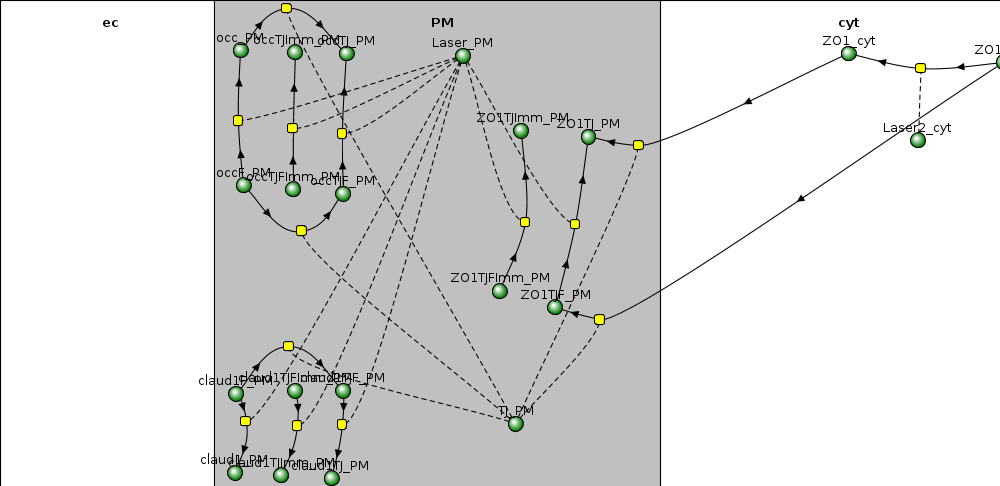 ec
PM
cyt
occ_PM
occTJImm_PM
occTJ_PM
Laser_PM
ZO1_cyt
ZO1
ZO1TJImm_PM
ZO1TJ_PM
Laser2_cyt
occF_PM
occTJFImm_PM
occTJF_PM
ZO1TJFImm_PM
ZO1TJF_PM
claud1F_PM
claud1TJFImm_PM
TJ_PM
claud1_PM
claud1TJImm_PM
claud1TJ_PM